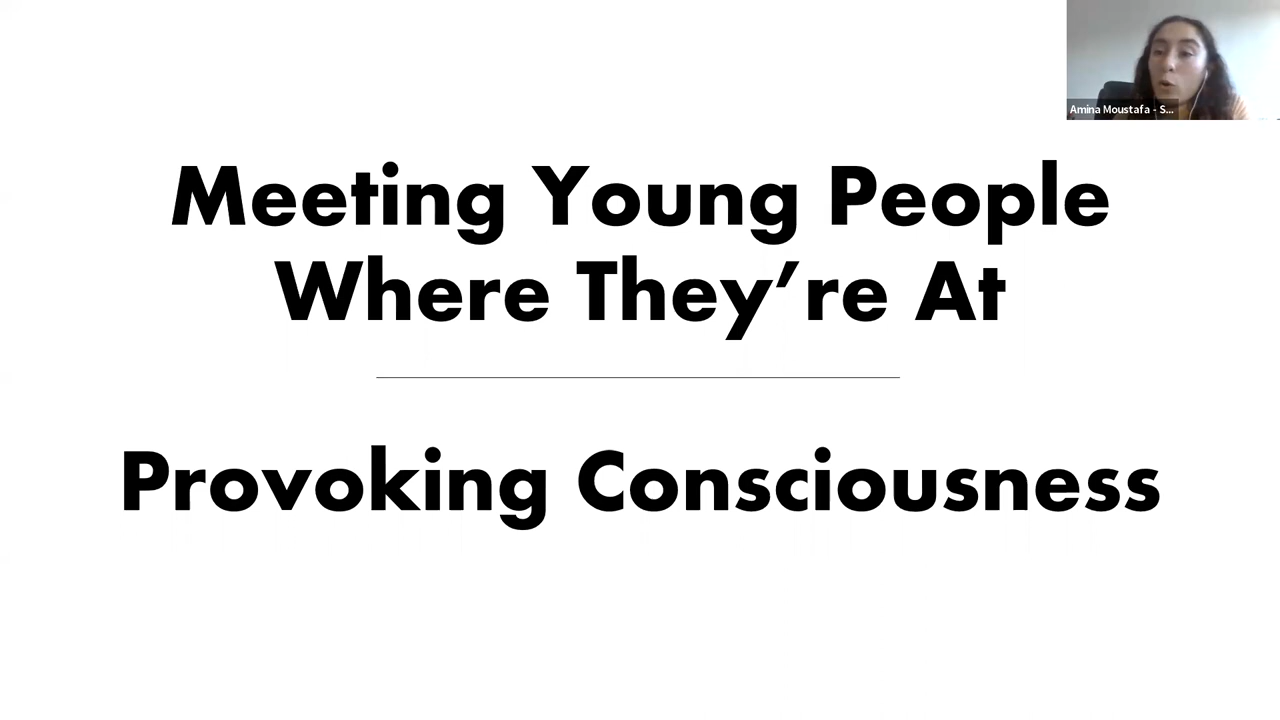 Amina Moustafa - S...
Meeting Young People
Where They’re At
Provoking Consciousness